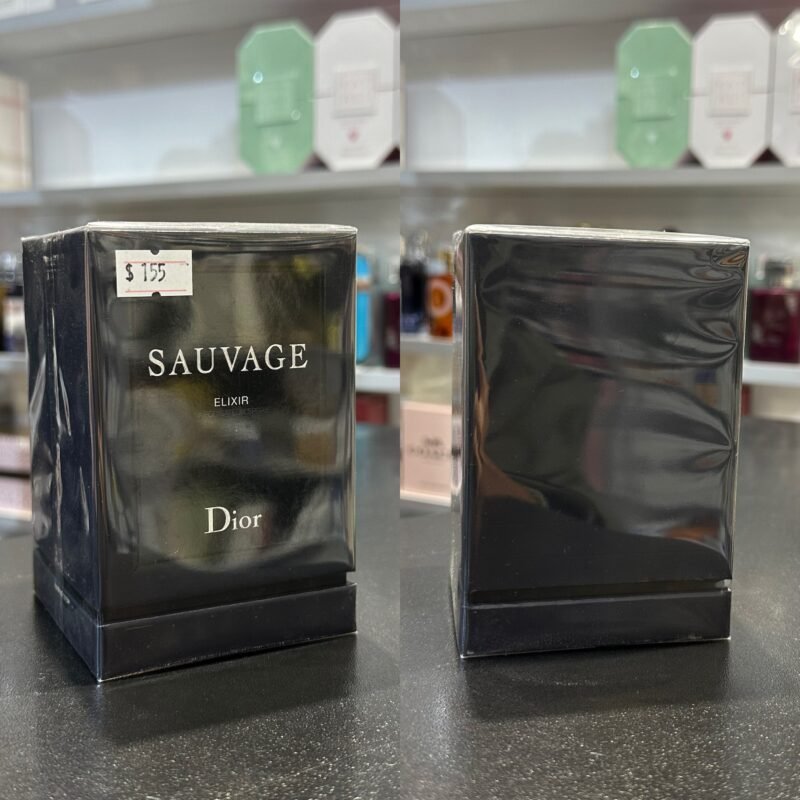 $ 155
SAUVAGE
ELIXIR
Dior